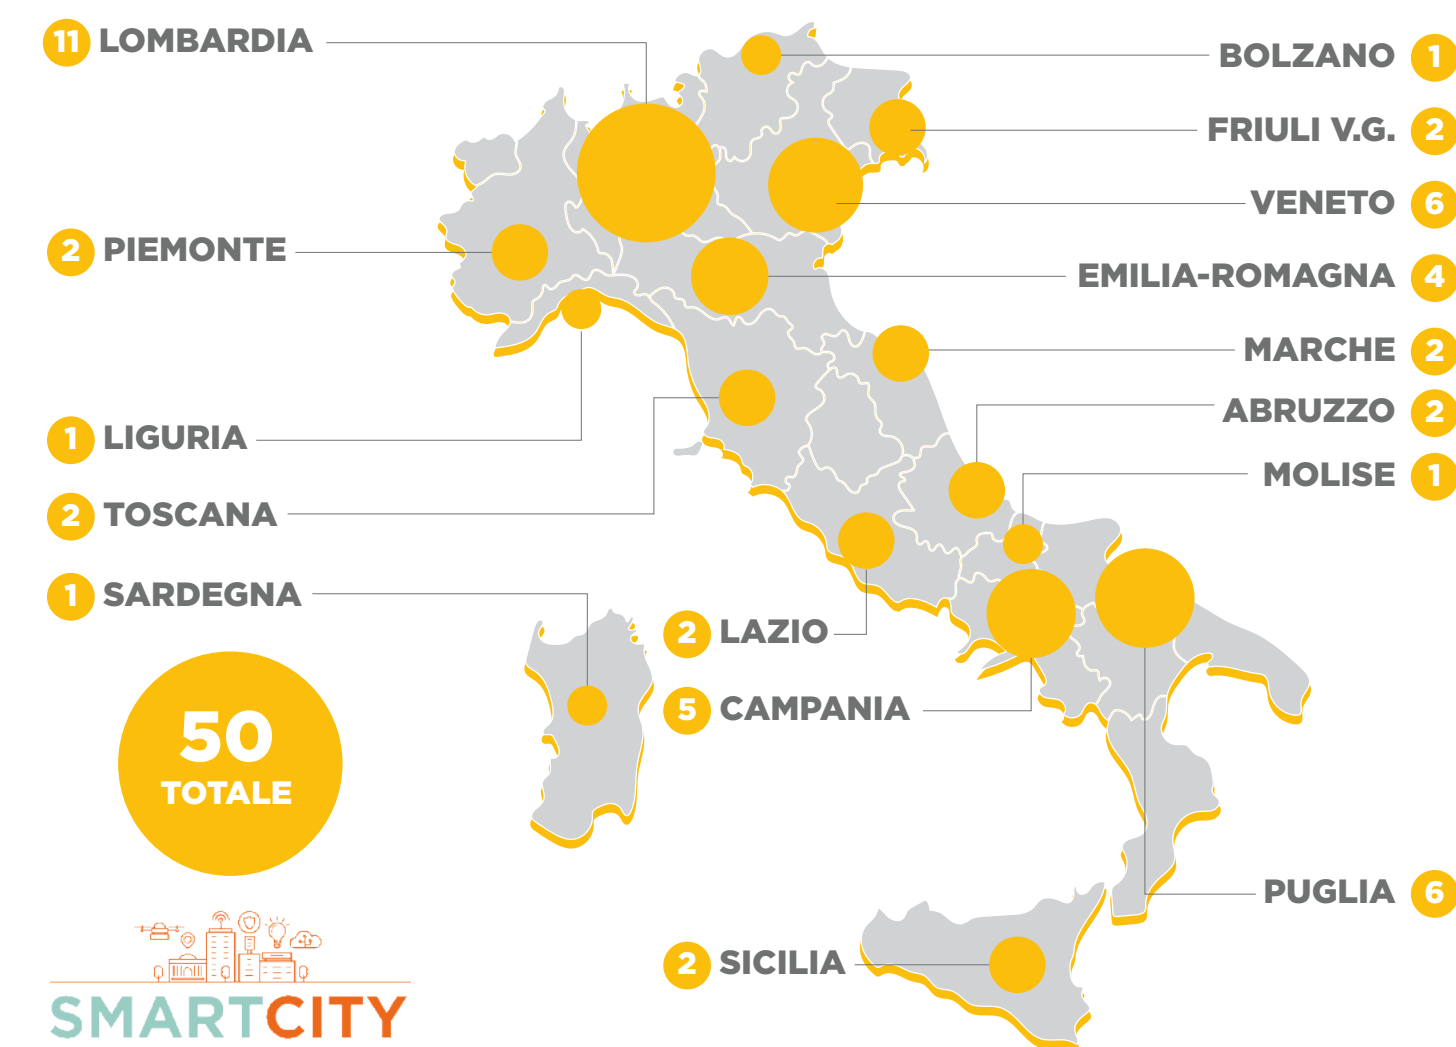 11 LOMBARDIA
2 PIEMONTE
1 LIGURIA
2 TOSCANA
1 SARDEGNA
50
TOTALE
SMARTCITY
2 LAZIO
5 CAMPANIA
2 SICILIA
BOLZANO 1
FRIULI V.G. 2
VENETO 6
EMILIA-ROMAGNA 4
MARCHE 2
ABRUZZO 2
MOLISE 1
PUGLIA 6